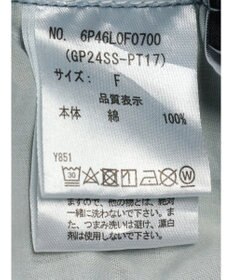 NO. 6P46L0F0700
(GP24SS-PT17)
サイズ: F
品質表示
本体 綿 100%
Y851
30 W
ますので、他の物とは、絶対
一緒に洗わないで下さい。ま
た、つまみ洗いは避け、漂白
剤は使用しないで下さい。